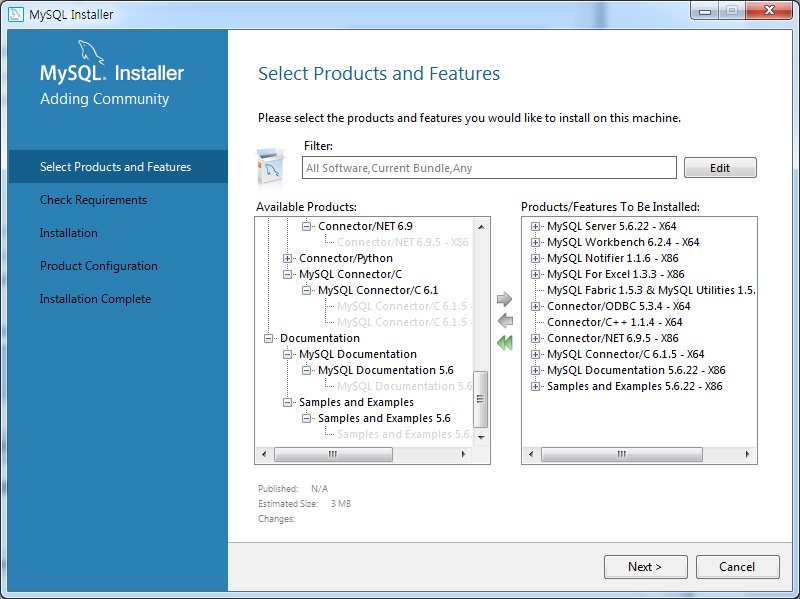 MySQL Installer
MySQL. Installer
Adding Community
Select Products and Features
Check Requirements
Installation
Product Configuration
Installation Complete
Select Products and Features
Please select the products and features you would like to install on this machine.
Filter:
All Software,Current Bundle,Any
Edit
Available Products:
Connector/NET 6.9
Connector/NET 6.9.5 - X86
Connector/Python
MySQL Connector/C
MySQL Connector/C 6.1
MySQL Connector/C 6.1.5
MySQL Connector/C 6.1.5
Documentation
MySQL Documentation
MySQL Documentation 5.6
MySQL Documentation 5.6
Samples and Examples
Samples and Examples 5.6
Samples and Examples 5.6.
Products/Features To Be Installed:
MySQL Server 5.6.22 - X64
MySQL Workbench 6.2.4 - X64
MySQL Notifier 1.1.6 - X86
MySQL For Excel 1.3.3 - X86
MySQL Fabric 1.5.3 & MySQL Utilities 1.5.
Connector/ODBC 5.3.4 - X64
Connector/C++ 1.1.4 - X64
Connector/NET 6.9.5 - X86
MySQL Connector/C 6.1.5 - X64
MySQL Documentation 5.6.22 - X86
Samples and Examples 5.6.22 - X86
Published: N/A
Estimated Size: 3 MB
Changes:
Next >
Cancel